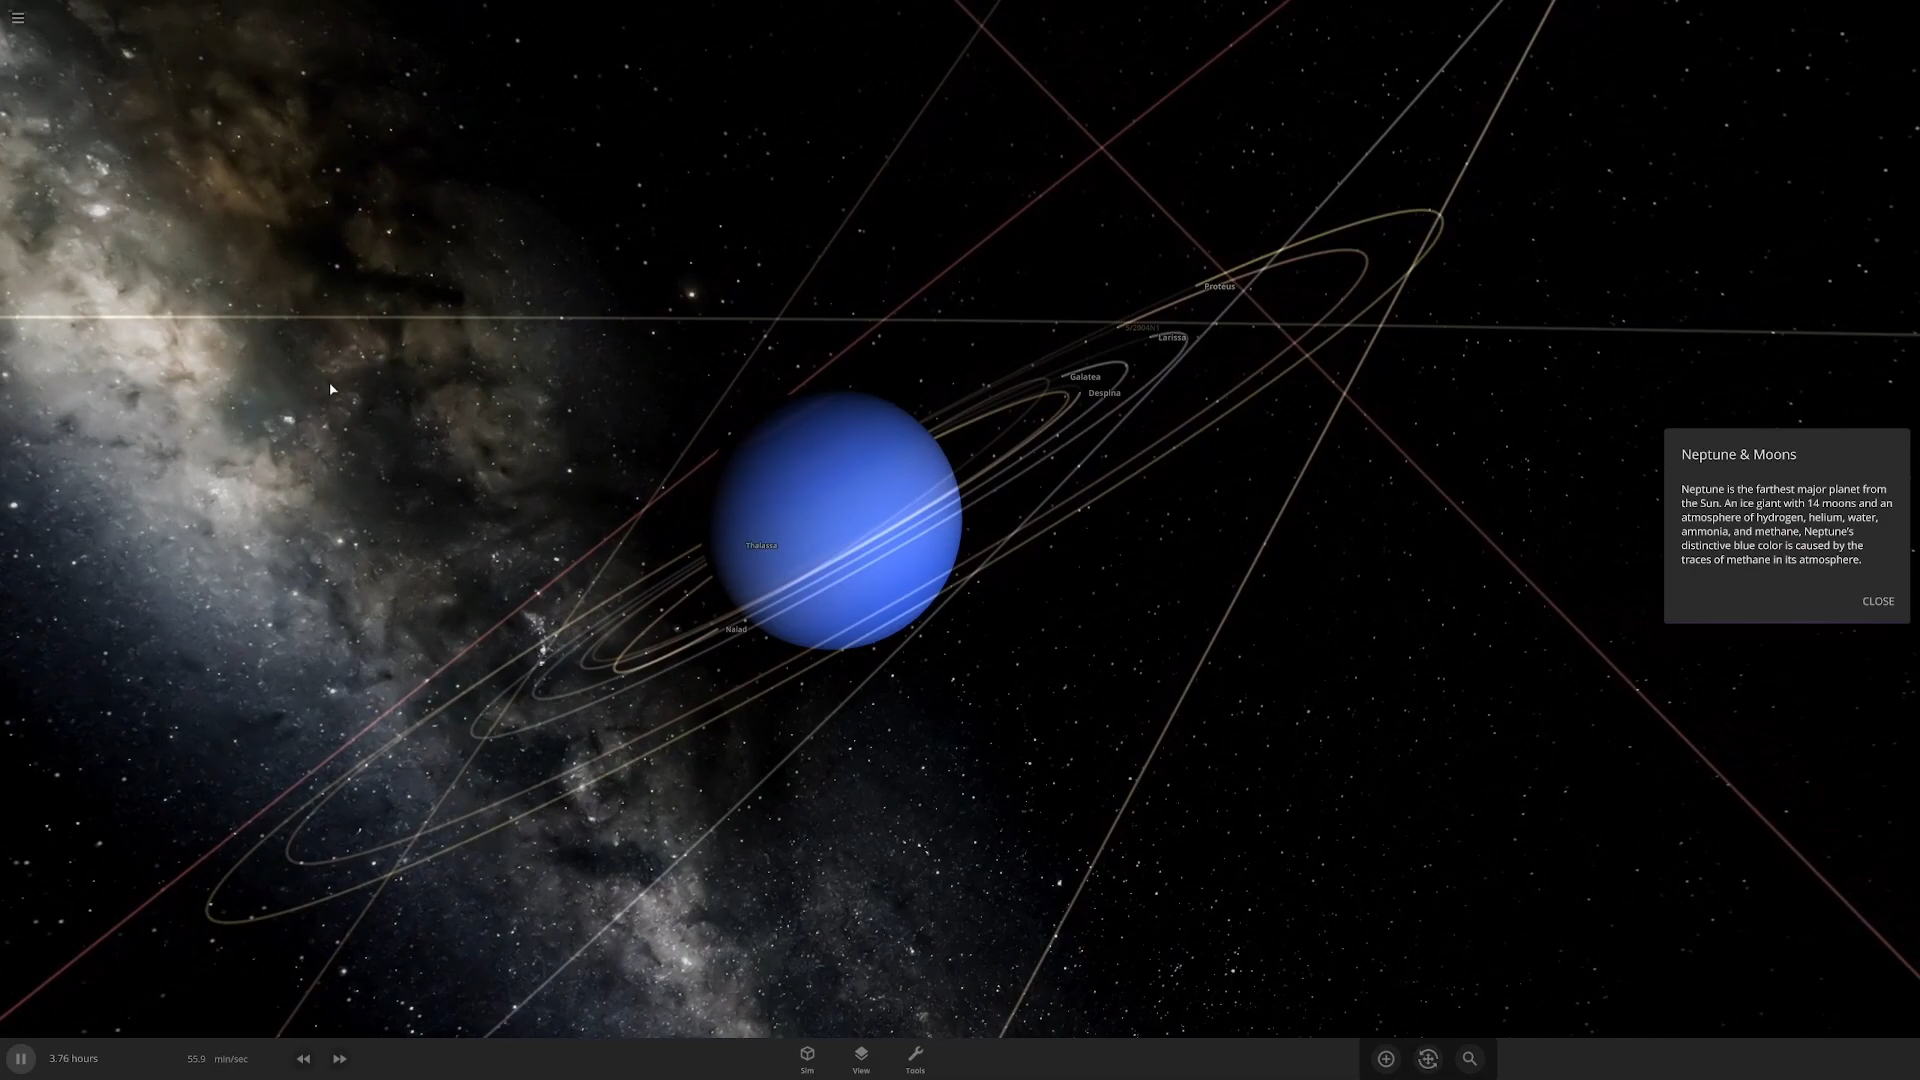 Proteus
S/2004N1
Larissa
Galatea
Despina
Thalassa
Naiad
Neptune & Moons
Neptune is the farthest major planet from
the Sun. An ice giant with 14 moons and an
atmosphere of hydrogen, helium, water,
ammonia, and methane, Neptune's
distinctive blue color is caused by the
traces of methane in its atmosphere.
CLOSE
3.76 hours
55.9 min/sec
Sim
View
Tools